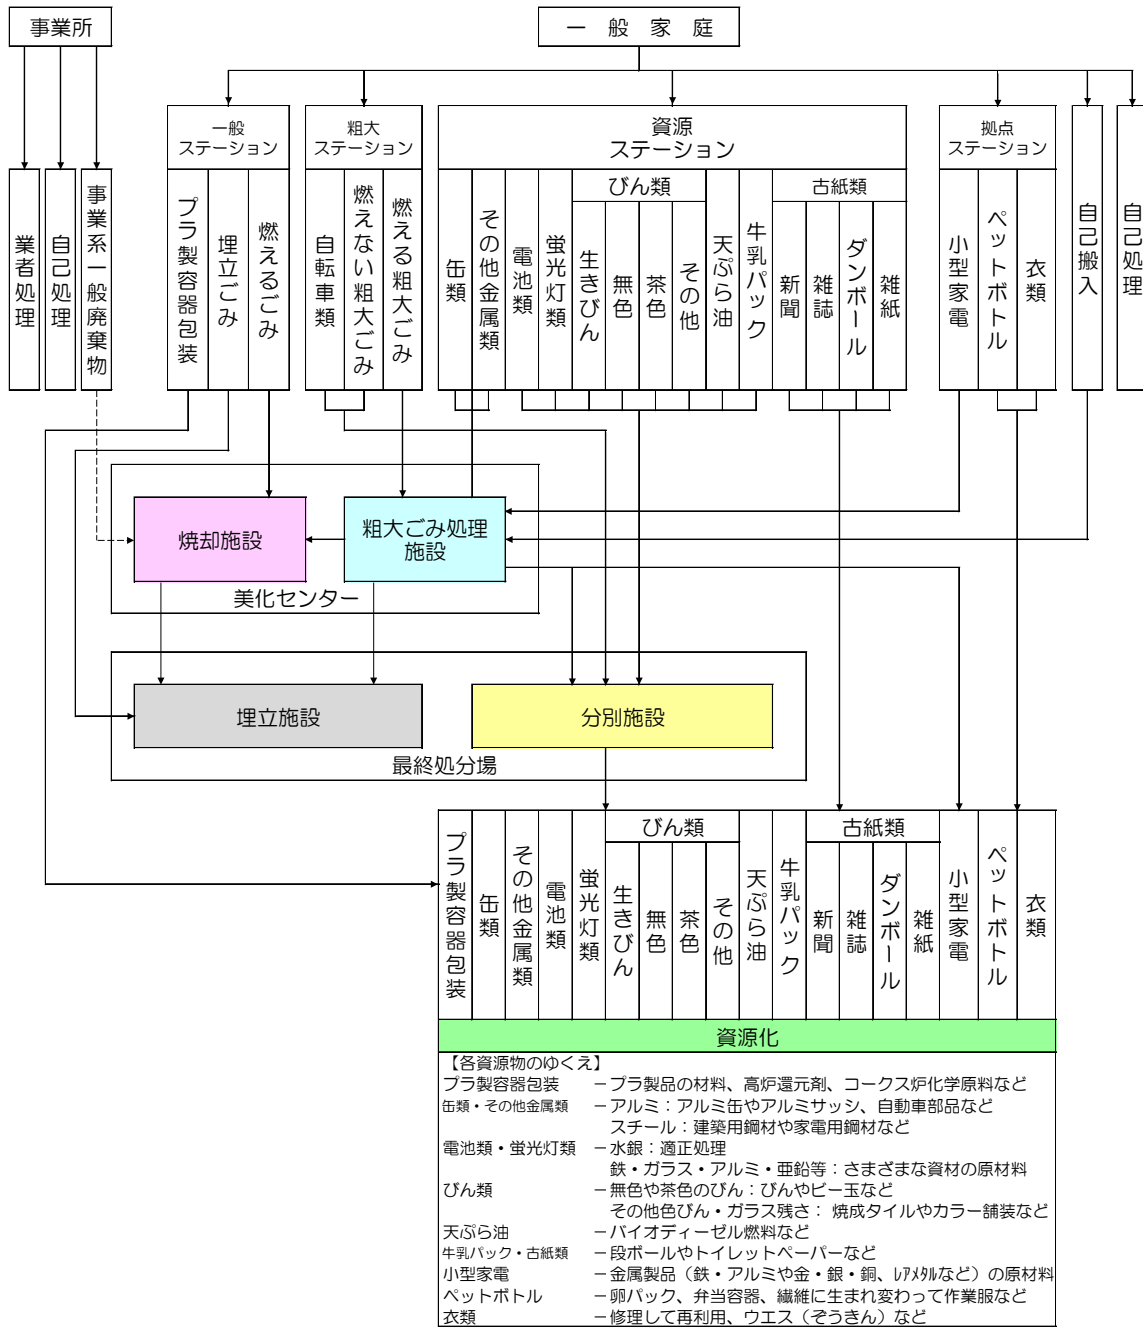 事業所
一 般 家 庭
一般
ステーション
粗大
ステーション
資源
ステーション
拠点
ステーション
業者処理
自己処理
事業系一般廃棄物
プラ製容器包装
埋立ごみ
燃えるごみ
自転車類
燃えない粗大ごみ
燃える粗大ごみ
缶類
その他金属類
電池類
蛍光灯類
びん類
生きびん
無色
茶色
その他
天ぷら油
牛乳パック
古紙類
新聞
雑誌
ダンボール
雑紙
小型家電
ペットボトル
衣類
自己搬入
自己処理
焼却施設
粗大ごみ処理
施設
美化センター
埋立施設
分別施設
最終処分場
プラ製容器包装
缶類
その他金属類
電池類
蛍光灯類
びん類
生きびん
無色
茶色
その他
天ぷら油
牛乳パック
古紙類
新聞
雑誌
ダンボール
雑紙
小型家電
ペットボトル
衣類
資源化
【各資源物のゆくえ】
プラ製容器包装 －プラ製品の材料、高炉還元剤、コークス炉化学原料など
缶類・その他金属類 －アルミ：アルミ缶やアルミサッシ、自動車部品など
スチール：建築用鋼材や家電用鋼材など
電池類・蛍光灯類 －水銀：適正処理
鉄・ガラス・アルミ・亜鉛等：さまざまな資材の原材料
びん類 －無色や茶色のびん：びんやビー玉など
その他色びん・ガラス残さ： 焼成タイルやカラー舗装など
天ぷら油 －バイオディーゼル燃料など
牛乳パック・古紙類 －段ボールやトイレットペーパーなど
小型家電 －金属製品（鉄・アルミや金・銀・銅、ﾚｱﾒﾀﾙなど）の原材料
ペットボトル －卵パック、弁当容器、繊維に生まれ変わって作業服など
衣類 －修理して再利用、ウエス（ぞうきん）など